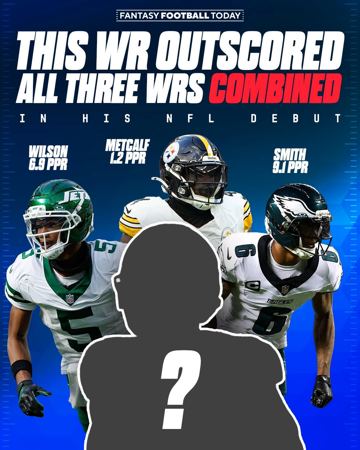 FANTASY FOOTBALL TODAY
THIS WR OUTSCORED
ALL THREE WRS COMBINED
IN HIS NFL DEBUT
METCALF
1.2 PPR
WILSON
6.9 PPR
SMITH
9.1 PPR
JETS
5
6
?